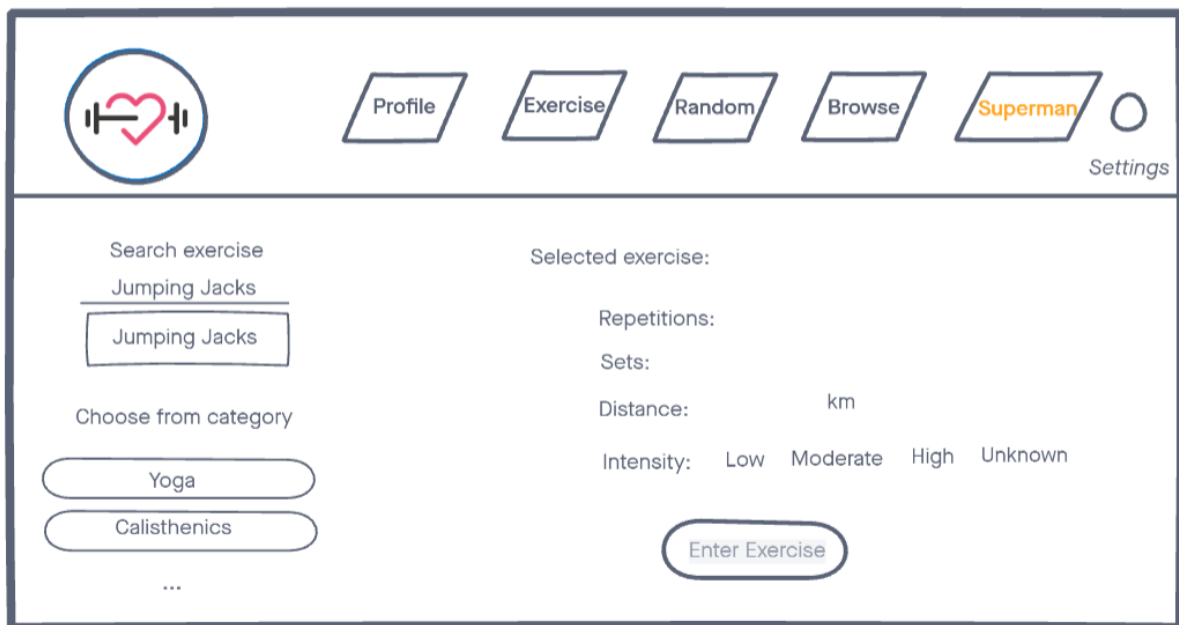 Profile Exercise Random Browse Superman
Settings
Search exercise
Jumping Jacks
Jumping Jacks
Choose from category
Yoga
Calisthenics
...
Selected exercise:
Repetitions:
Sets:
Distance: km
Intensity: Low Moderate High Unknown
Enter Exercise